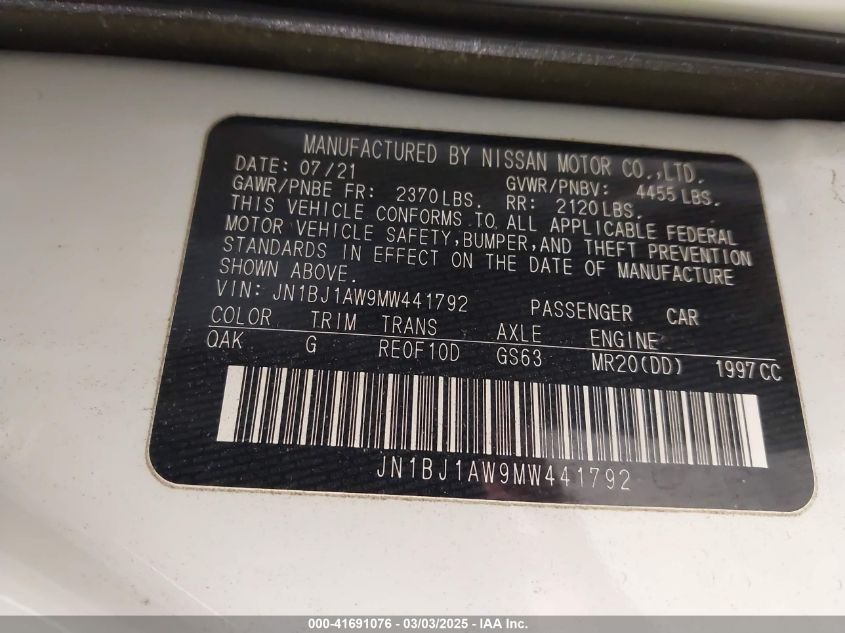 MANUFACTURED BY NISSAN MOTOR CO.,LTD.
DATE: 07/21 GVWR/PNBV: 4455 LBS.
GAWR/PNBE FR: 2370LBS. RR: 2120LBS.
THIS VEHICLE CONFORMS TO ALL APPLICABLE FEDERAL
MOTOR VEHICLE SAFETY,BUMPER,AND THEFT PREVENTION
STANDARDS IN EFFECT ON THE DATE OF MANUFACTURE
SHOWN ABOVE.
VIN: JN1BJ1AW9MW441792 PASSENGER CAR
COLOR TRIM TRANS AXLE ENGINE
QAK G RE0F10D GS63 MR20(DD) 1997CC
JN1BJ1AW9MW441792
000-41691076 - 03/03/2025 - IAA Inc.